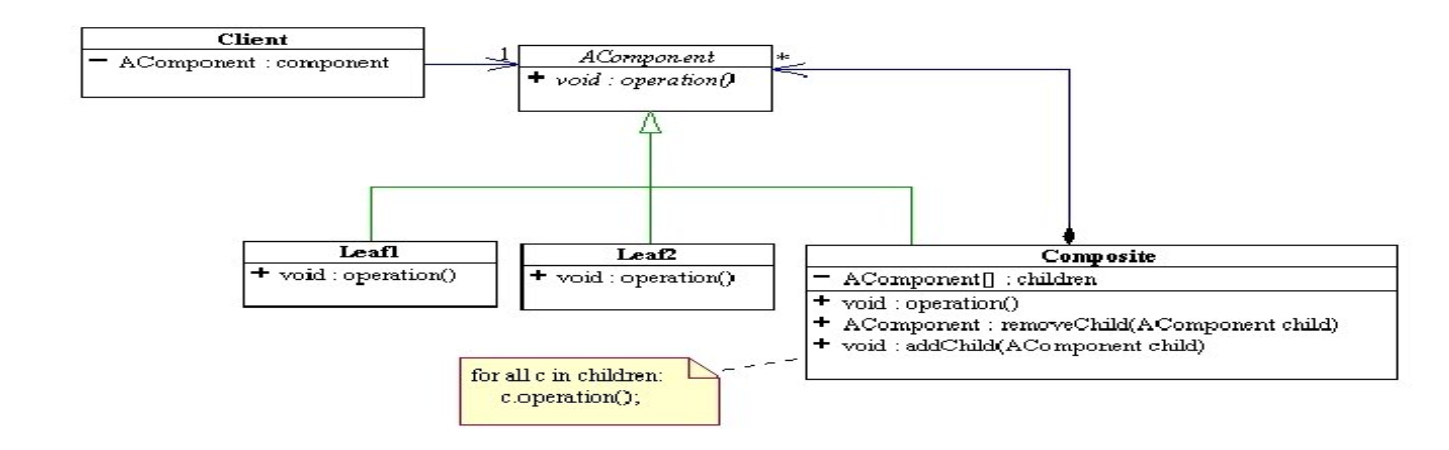 Client
− AComponent : component
1
AComponent
+ void : operation()
*
Leaf1
+ void : operation()
Leaf2
+ void : operation()
Composite
− AComponent[] : children
+ void : operation()
+ AComponent : removeChild(AComponent child)
+ void : addChild(AComponent child)
for all c in children:
c.operation();